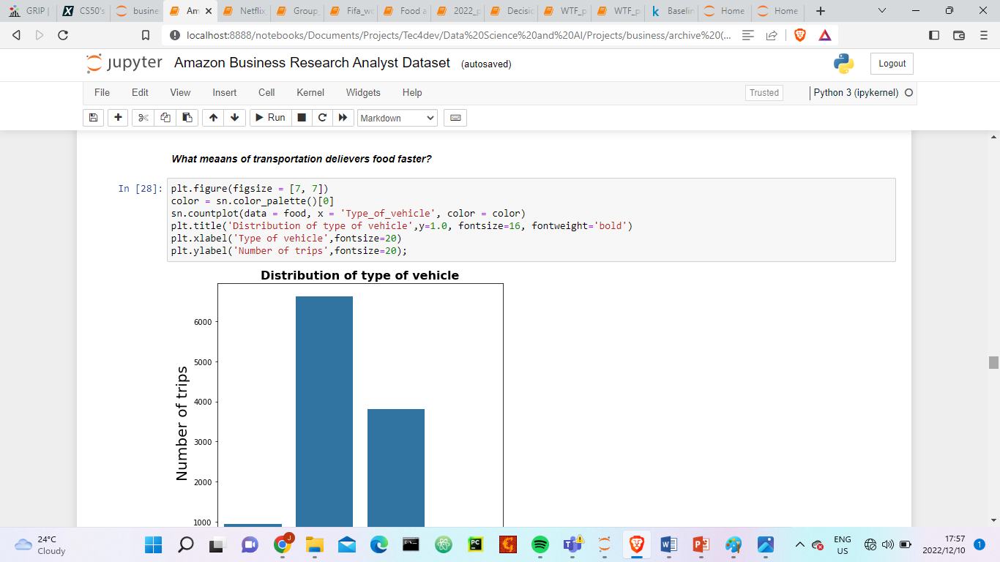 GRIP |
CS50's
busine
Am
Netflix
Group_
Fifa_wo
Food a
2022_p
Decisio
WTF_p
WTF_p
Baselin
Home
Home
localhost:8888/notebooks/Documents/Projects/Tec4dev/Data%20Science%20and%20AI/Projects/business/archive%20(...
jupyter Amazon Business Research Analyst Dataset (autosaved)
Logout
File Edit View Insert Cell Kernel Widgets Help
Trusted
Python 3 (ipykernel)
Run
Markdown
What meaans of transportation delievers food faster?
In [28]:
plt.figure(figsize = [7, 7])
color = sn.color_palette()[0]
sn.countplot(data = food, x = 'Type_of_vehicle', color = color)
plt.title('Distribution of type of vehicle',y=1.0, fontsize=16, fontweight='bold')
plt.xlabel('Type of vehicle',fontsize=20)
plt.ylabel('Number of trips',fontsize=20);
Distribution of type of vehicle
6000
5000
4000
3000
2000
1000
Number of trips
24°C
Cloudy
J
PC
ENG
US
17:57
2022/12/10
1